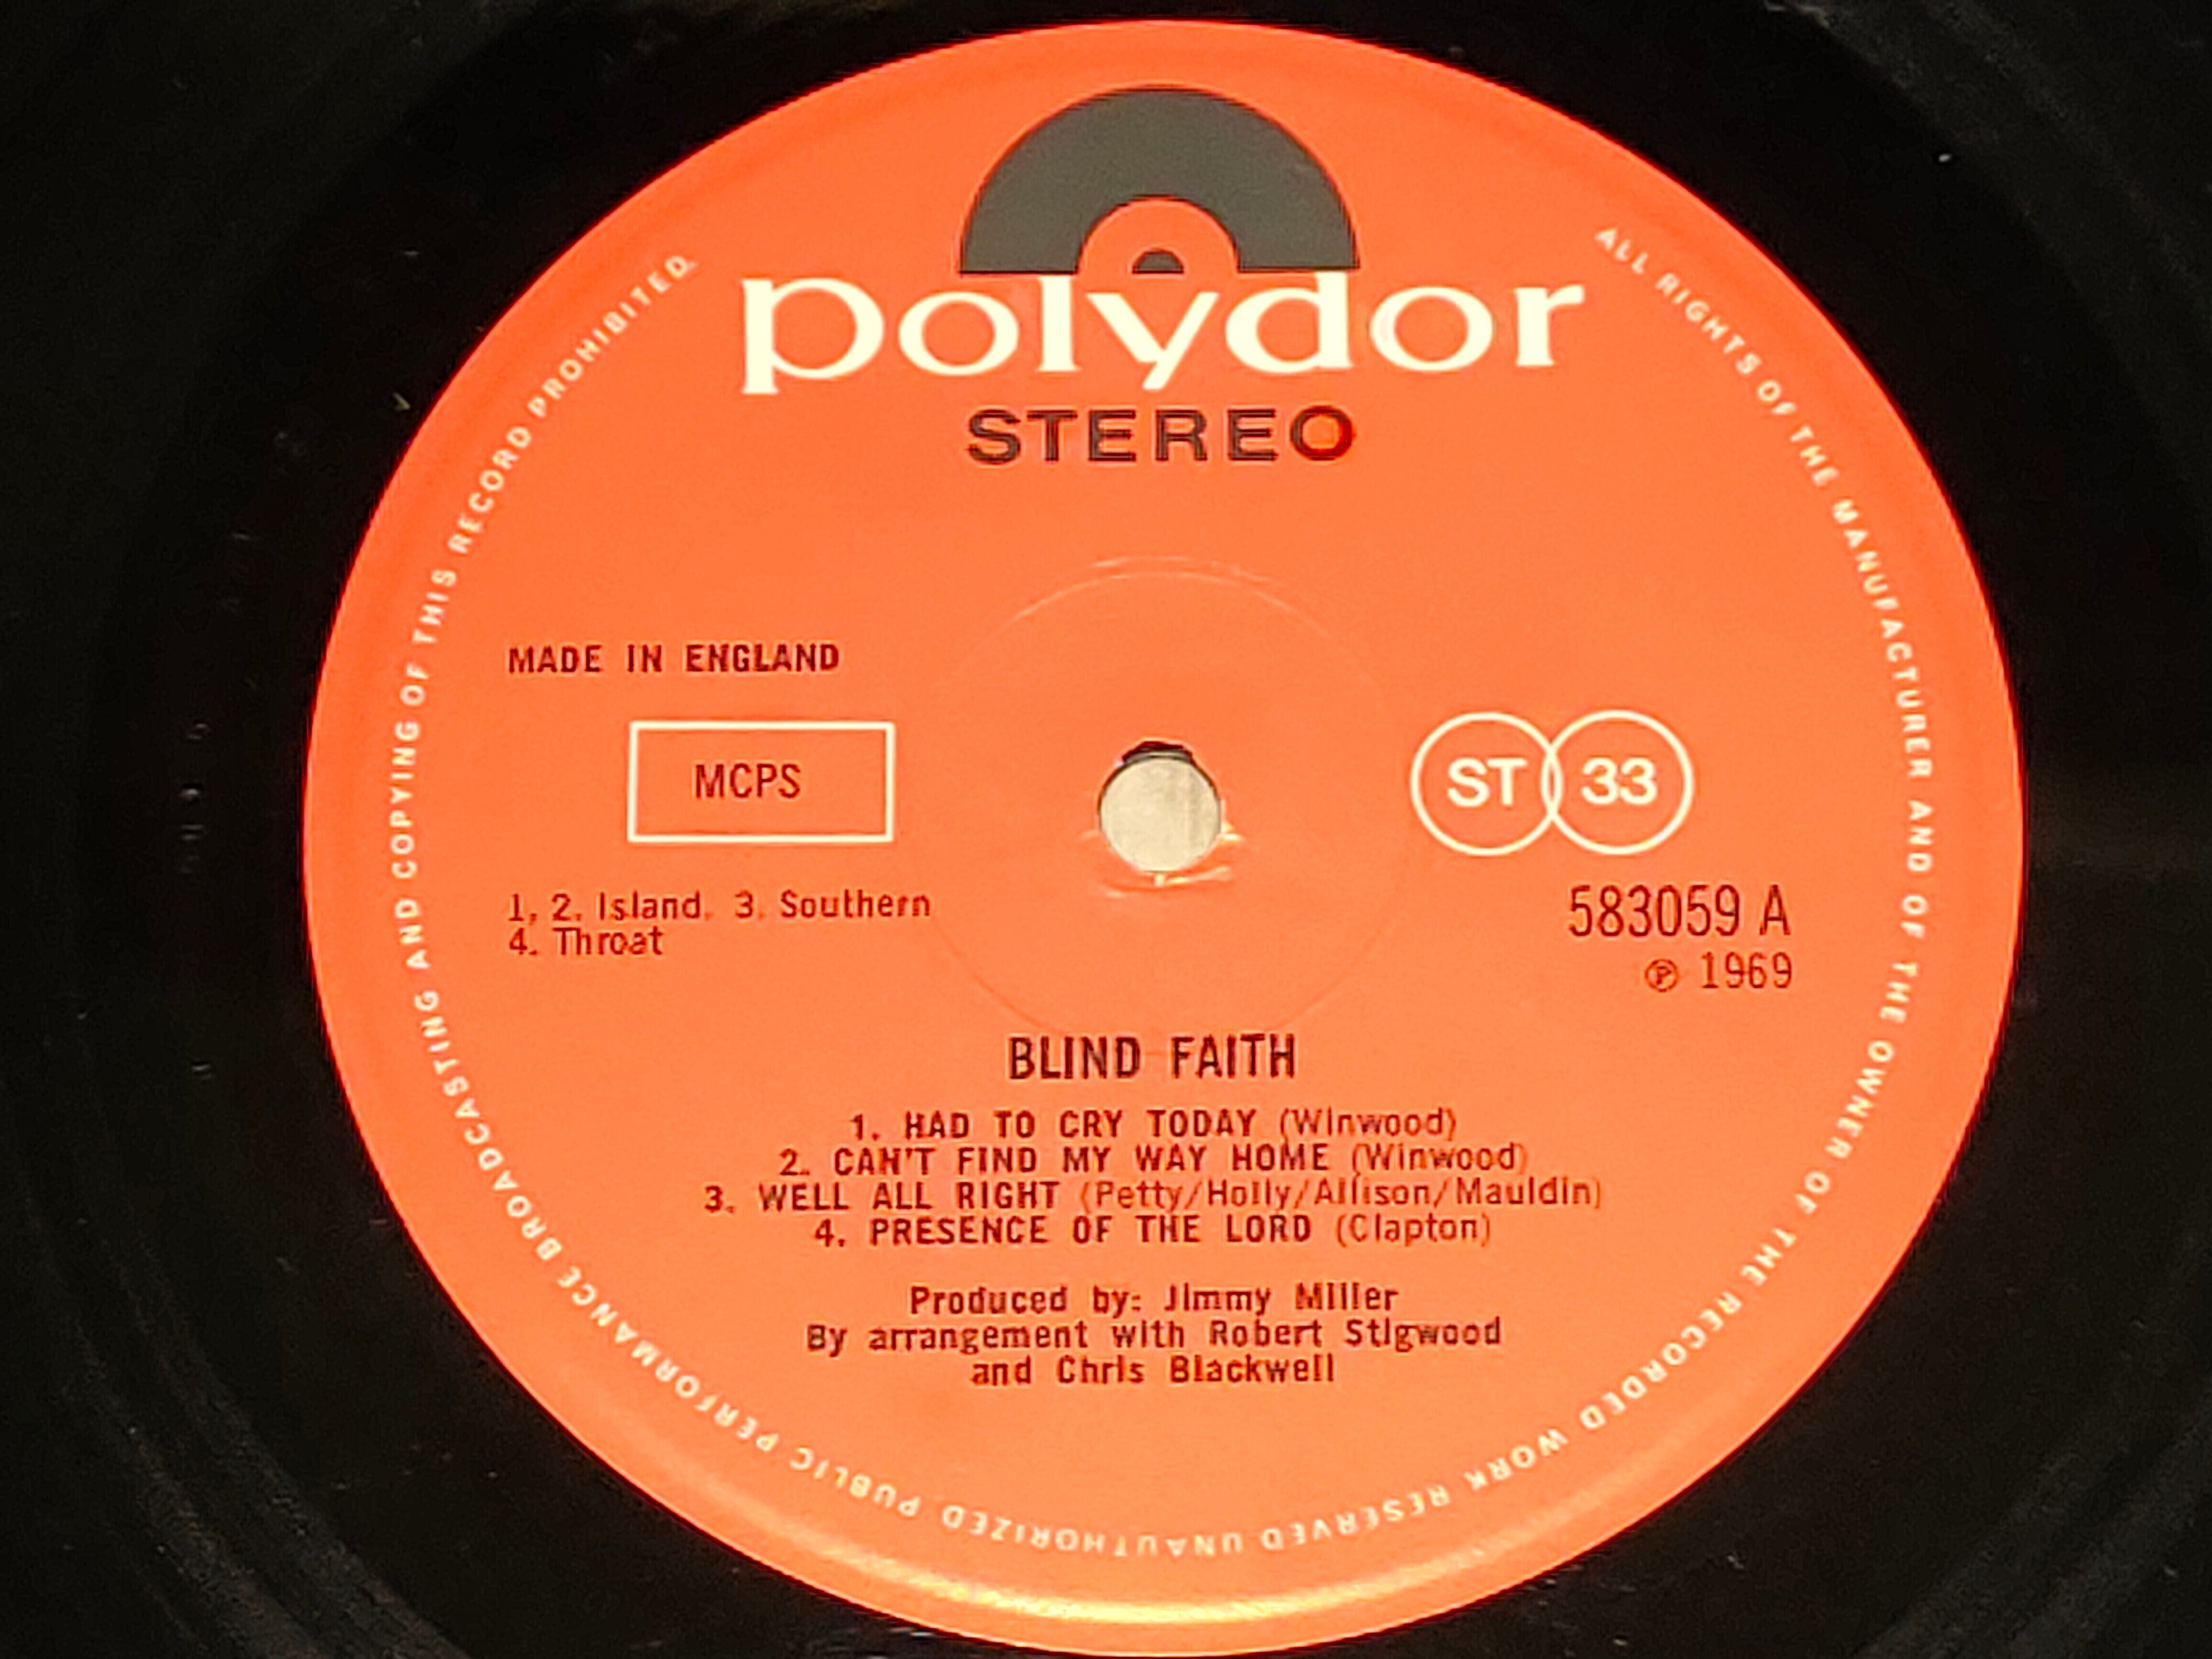 polydor
STEREO
MADE IN ENGLAND
MCPS
ST 33
1, 2. Island. 3. Southern
4. Throat
583059 A
℗ 1969
BLIND FAITH
1. HAD TO CRY TODAY (Winwood)
2. CAN'T FIND MY WAY HOME (Winwood)
3. WELL ALL RIGHT (Petty/Holly/Allison/Mauldin)
4. PRESENCE OF THE LORD (Clapton)
Produced by: Jimmy Miller
By arrangement with Robert Stigwood
and Chris Blackwell
ALL RIGHTS OF THE MANUFACTURER AND OF THE OWNER OF THE RECORDED WORK RESERVED UNAUTHORIZED PUBLIC PERFORMANCE BROADCASTING AND COPYING OF THIS RECORD PROHIBITED.